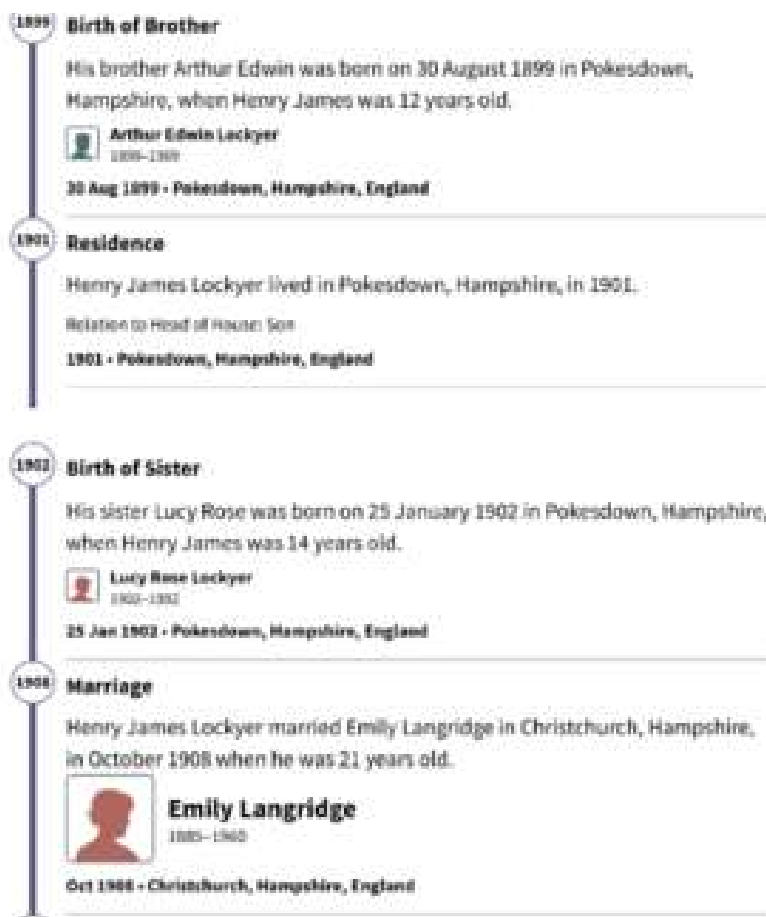 1899 Birth of Brother
His brother Arthur Edwin was born on 30 August 1899 in Pokesdown,
Hampshire, when Henry James was 12 years old.
Arthur Edwin Lockyer
1899–1969
30 Aug 1899 • Pokesdown, Hampshire, England
1901 Residence
Henry James Lockyer lived in Pokesdown, Hampshire, in 1901.
Relation to Head of House: Son
1901 • Pokesdown, Hampshire, England
1902 Birth of Sister
His sister Lucy Rose was born on 25 January 1902 in Pokesdown, Hampshire,
when Henry James was 14 years old.
Lucy Rose Lockyer
25 Jan 1902 • Pokesdown, Hampshire, England
1908 Marriage
Henry James Lockyer married Emily Langridge in Christchurch, Hampshire,
in October 1908 when he was 21 years old.
Emily Langridge
Oct 1908 • Christchurch, Hampshire, England